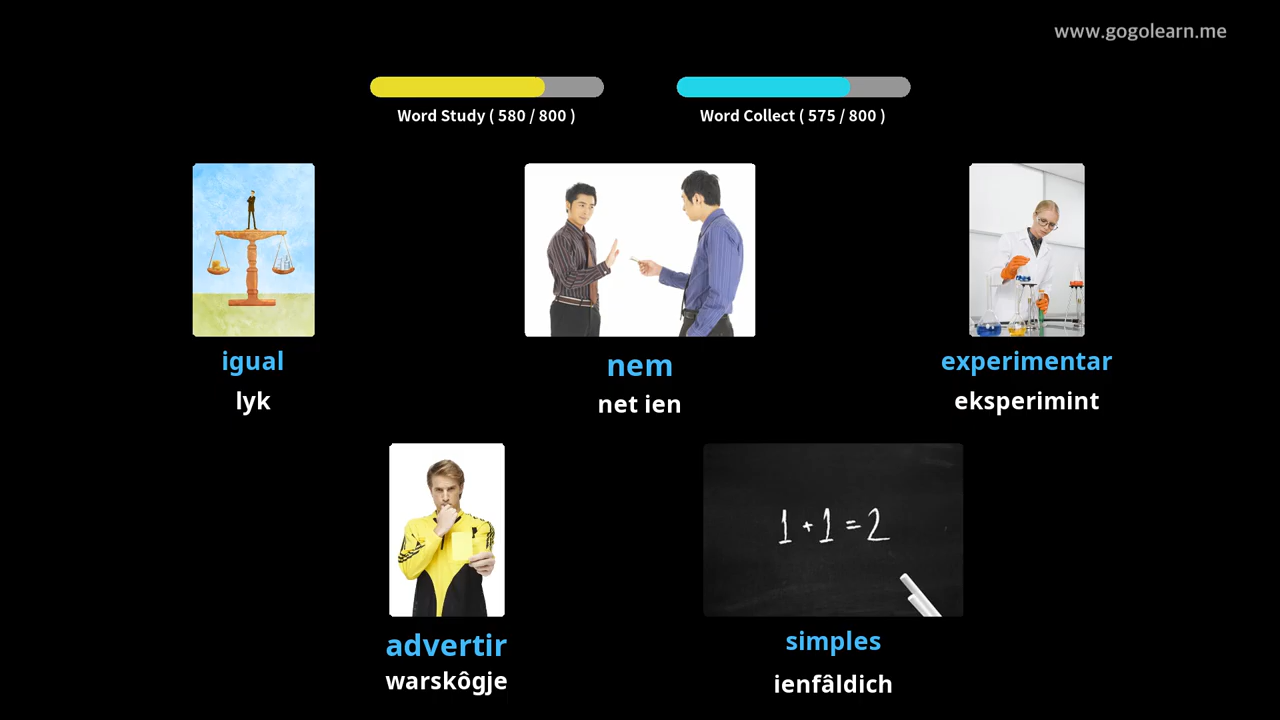 www.gogolearn.me
Word Study ( 580 / 800 )
Word Collect ( 575 / 800 )
igual
lyk
nem
net ien
experimentar
eksperimint
1 + 1 = 2
advertir
warskôgje
simples
ienfâldich